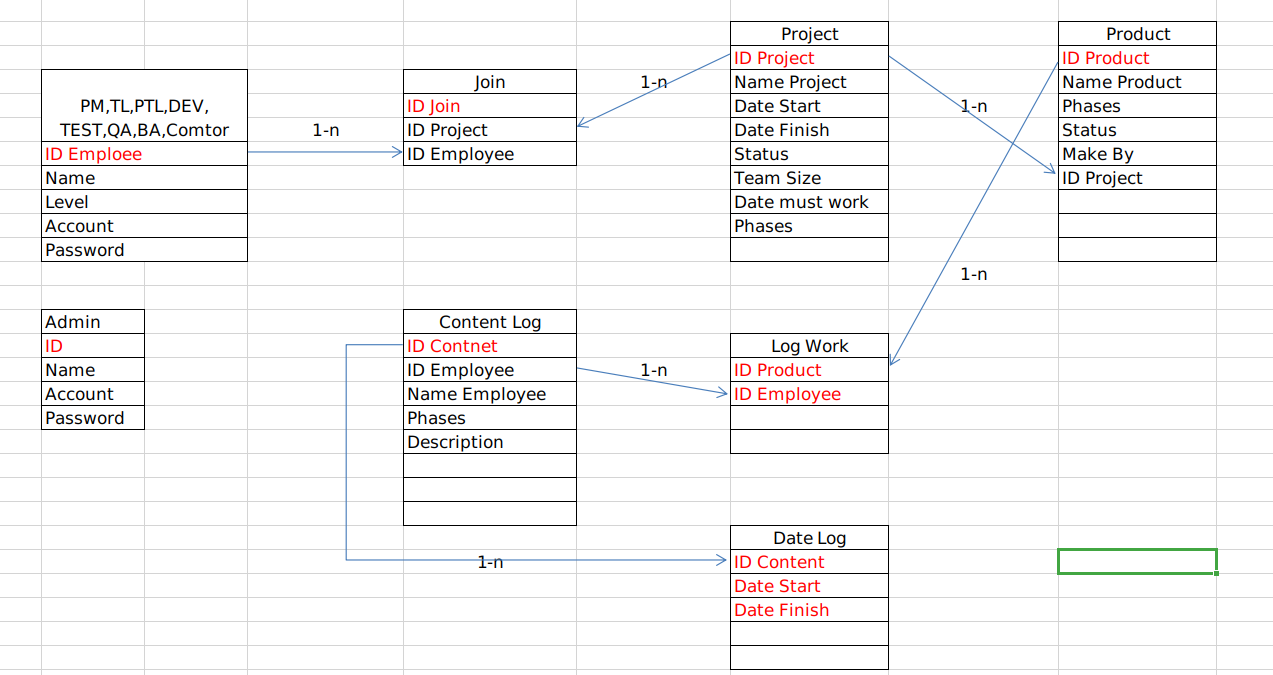 PM,TL,PTL,DEV,
TEST,QA,BA,Comtor
ID Emploee
Name
Level
Account
Password
1-n
Join
ID Join
ID Project
ID Employee
1-n
Project
ID Project
Name Project
Date Start
Date Finish
Status
Team Size
Date must work
Phases
1-n
Product
ID Product
Name Product
Phases
Status
Make By
ID Project
1-n
Admin
ID
Name
Account
Password
Content Log
ID Contnet
ID Employee
Name Employee
Phases
Description
1-n
Log Work
ID Product
ID Employee
1-n
Date Log
ID Content
Date Start
Date Finish